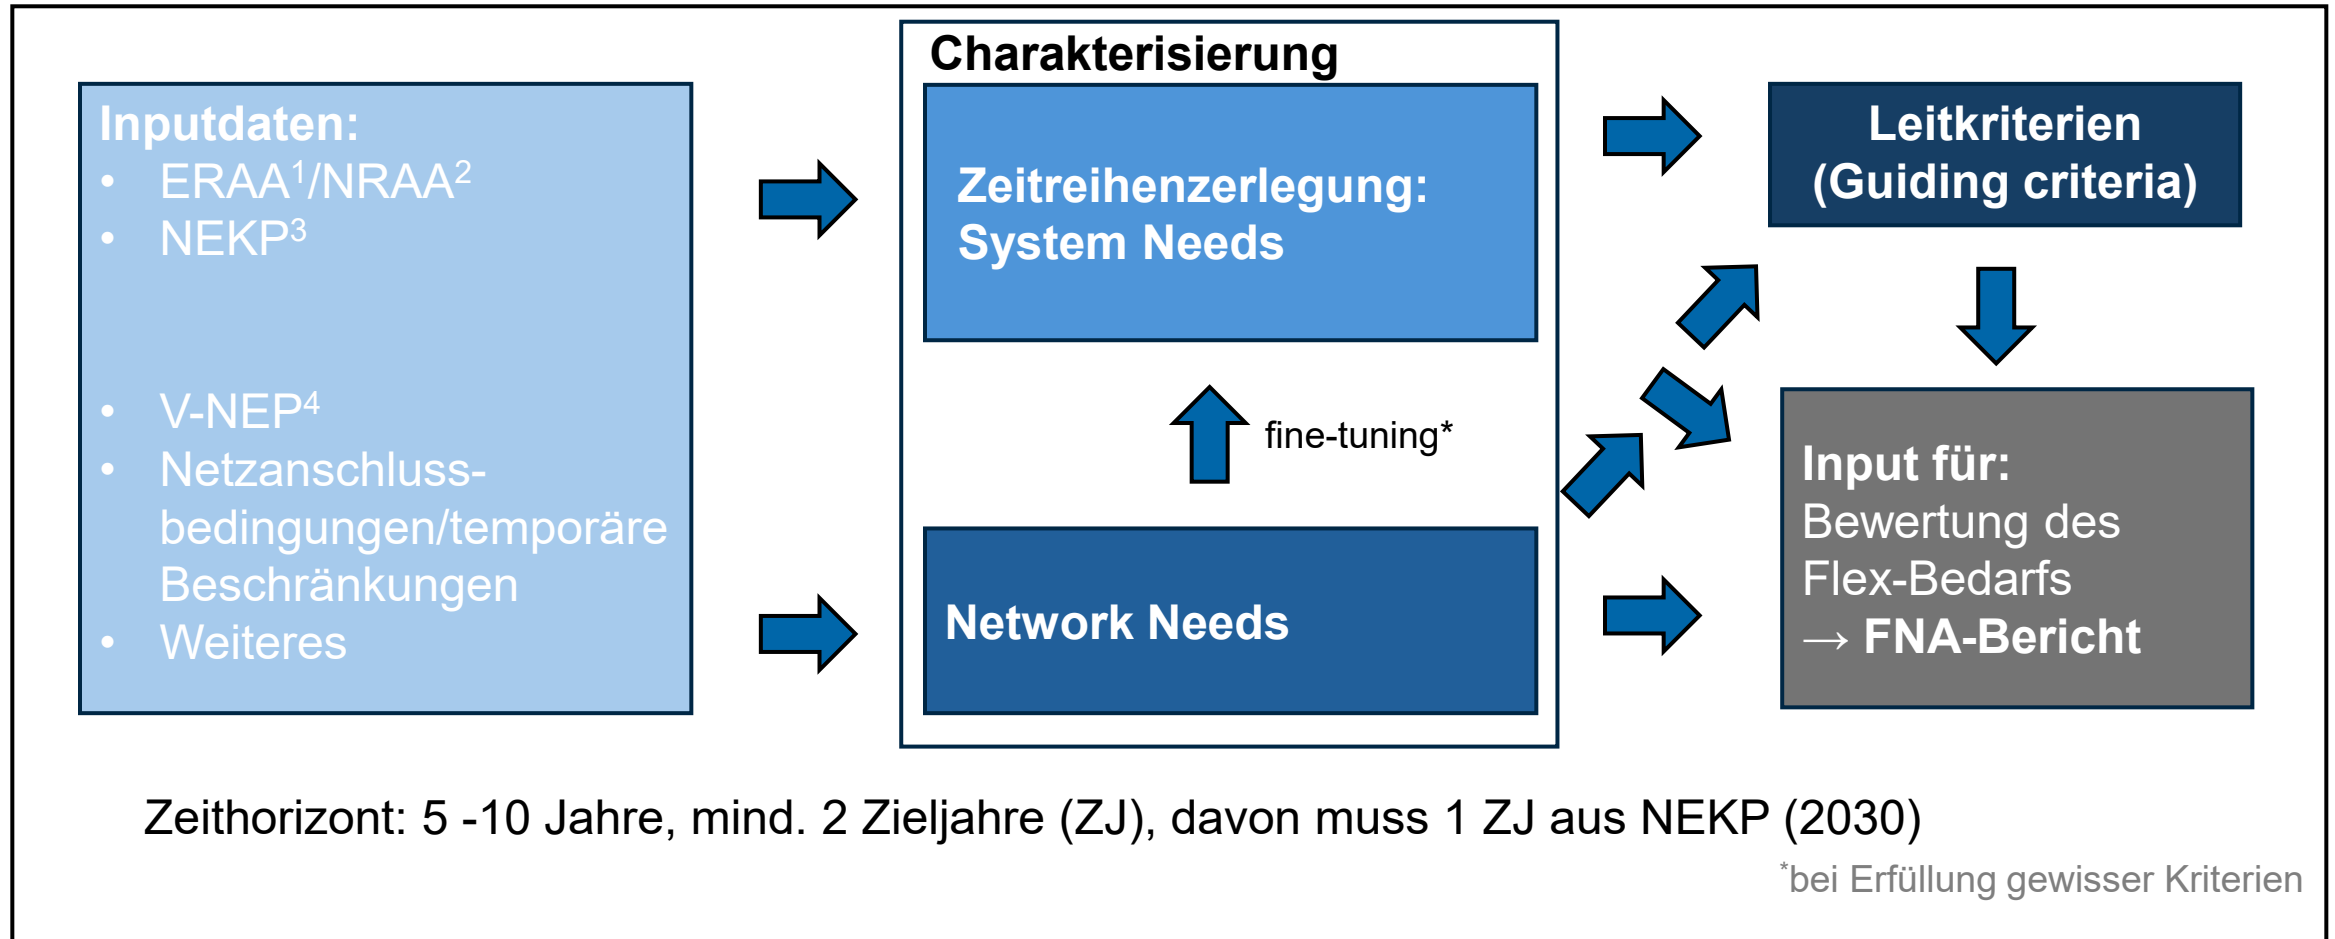 Charakterisierung
Inputdaten:
• ERAA¹/NRAA²
• NEKP³
• V-NEP⁴
• Netzanschluss-
bedingungen/temporäre
Beschränkungen
• Weiteres
Zeitreihenzerlegung:
System Needs
fine-tuning*
Network Needs
Leitkriterien
(Guiding criteria)
Input für:
Bewertung des
Flex-Bedarfs
→ FNA-Bericht
Zeithorizont: 5 -10 Jahre, mind. 2 Zieljahre (ZJ), davon muss 1 ZJ aus NEKP (2030)
*bei Erfüllung gewisser Kriterien